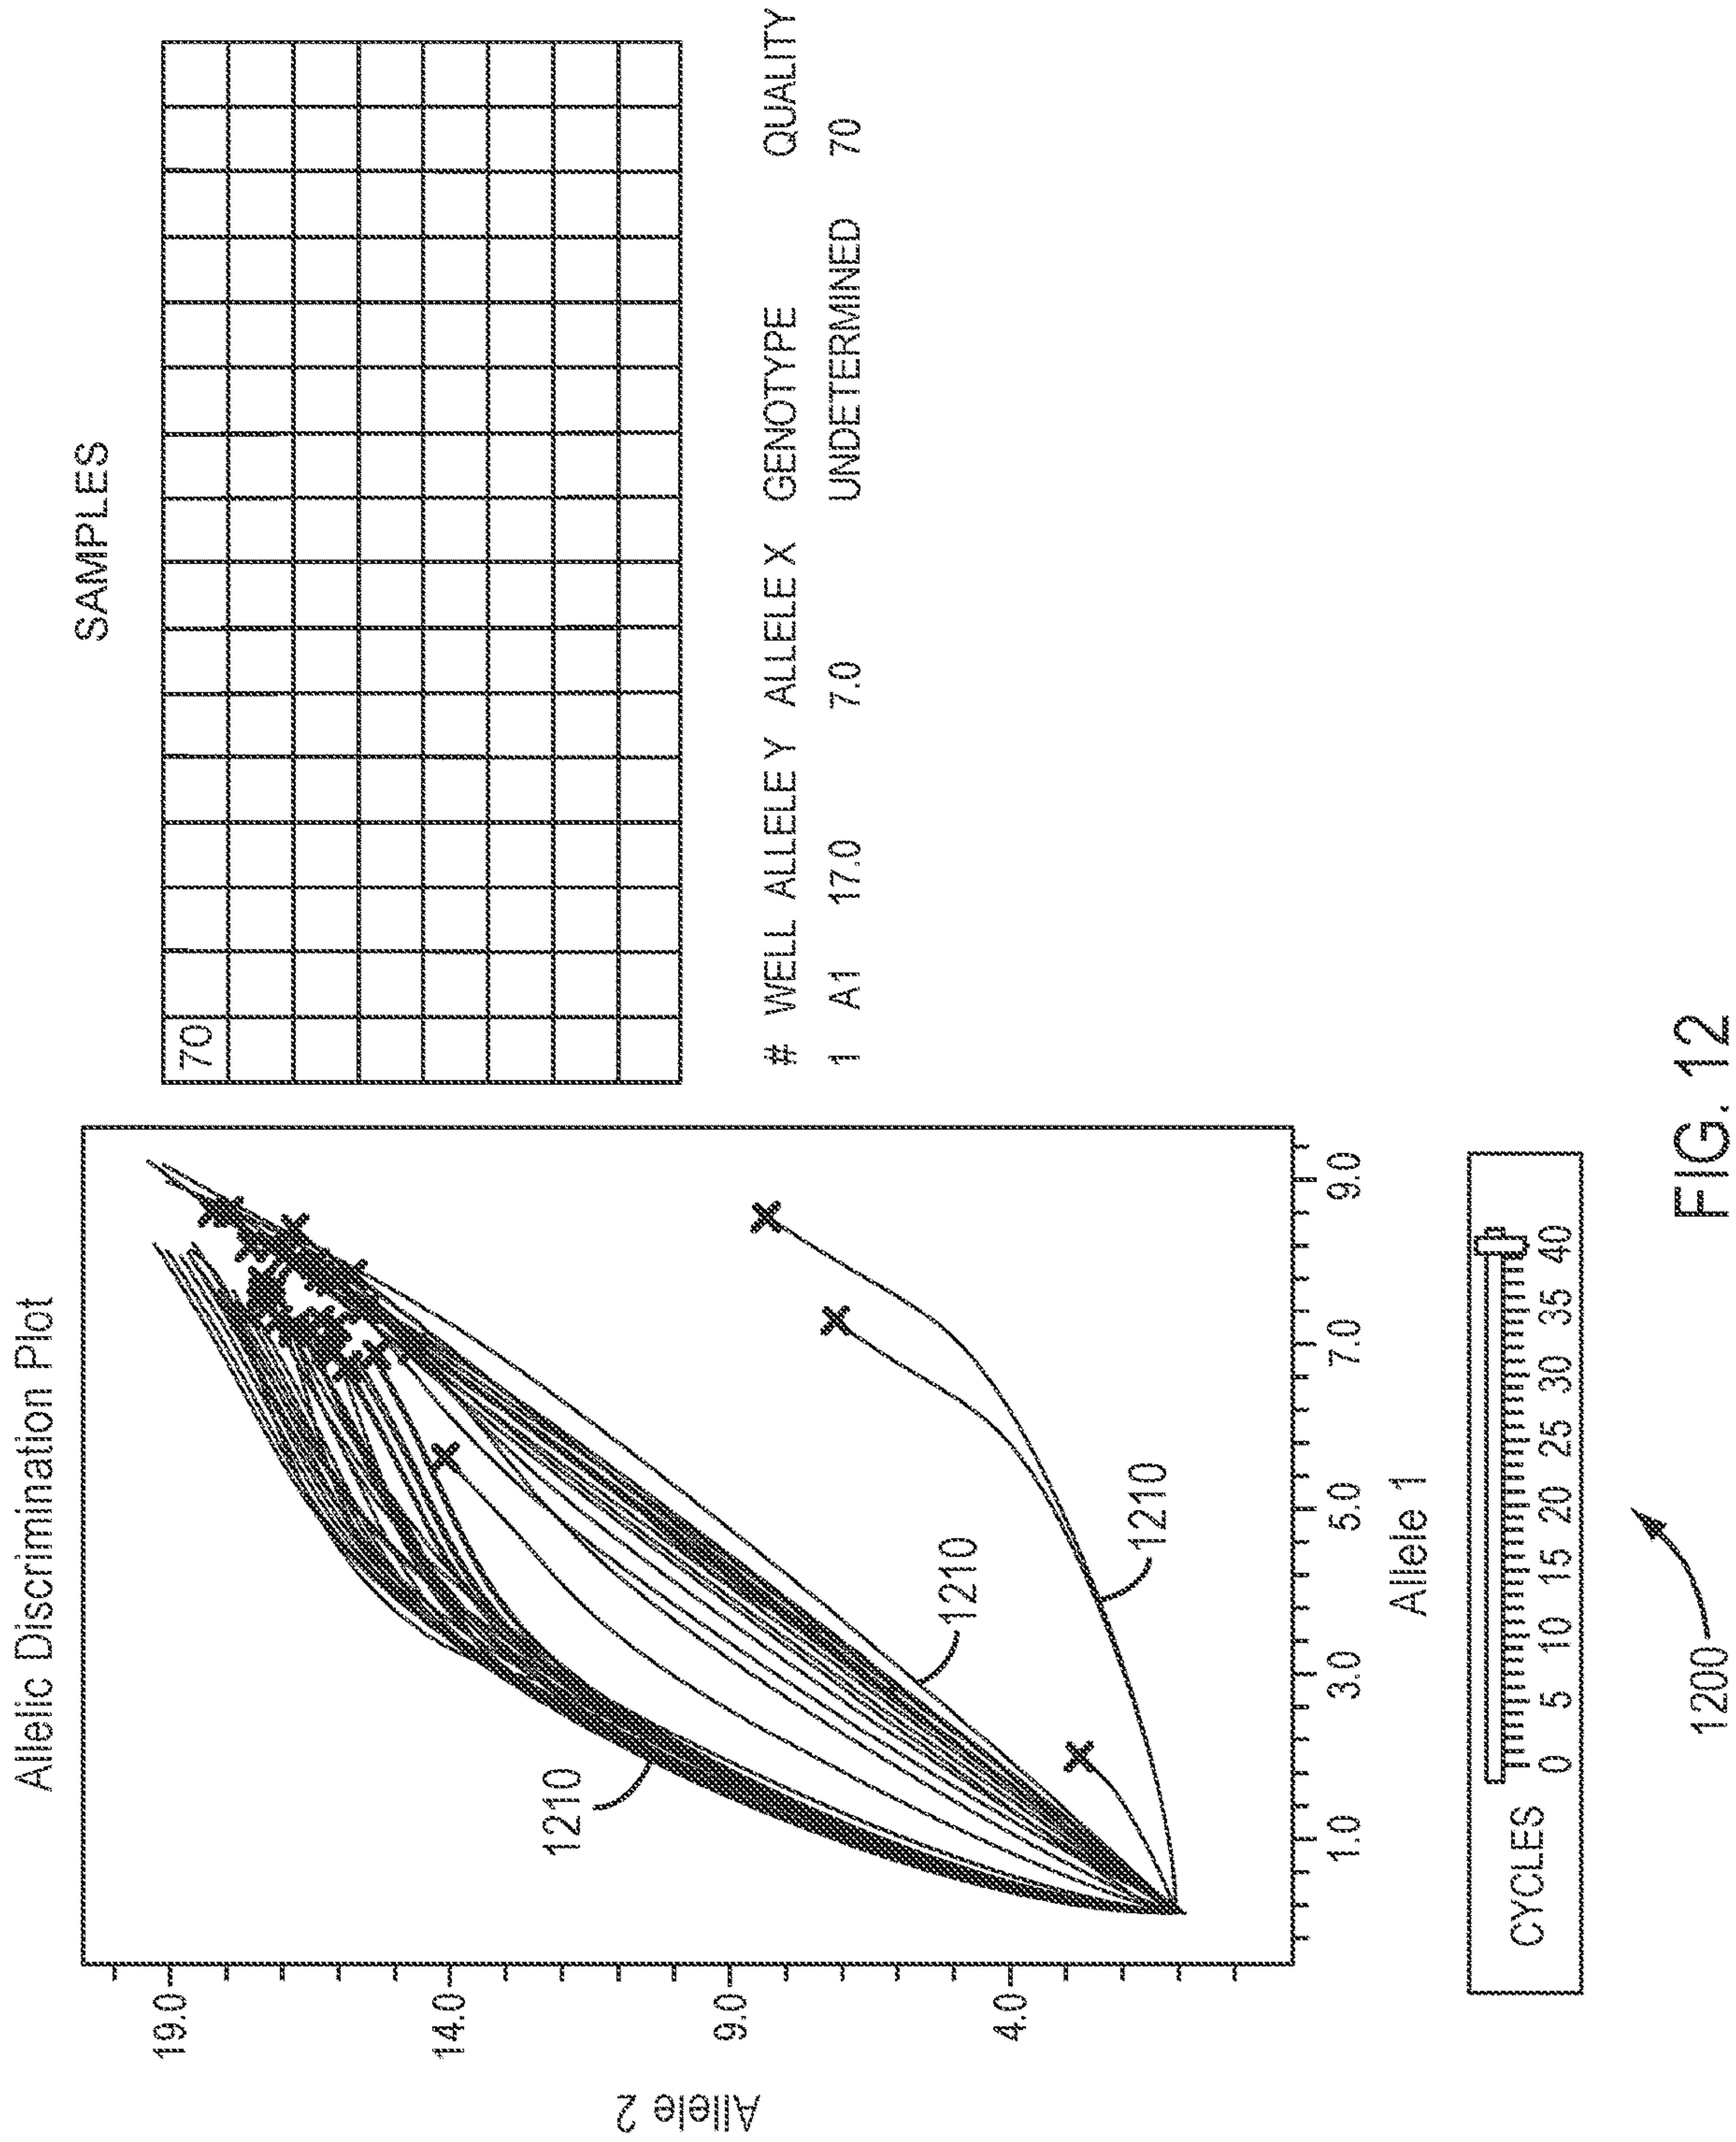 Allelic Discrimination Plot
Allele 2
19.0
14.0
9.0
4.0
1210
1210
1210
1.0 3.0 5.0 7.0 9.0
Allele 1
CYCLES
0 5 10 15 20 25 30 35 40
SAMPLES
70
# WELL ALLELE Y ALLELE X GENOTYPE QUALITY
1 A1 17.0 7.0 UNDETERMINED 70
1200
FIG. 12